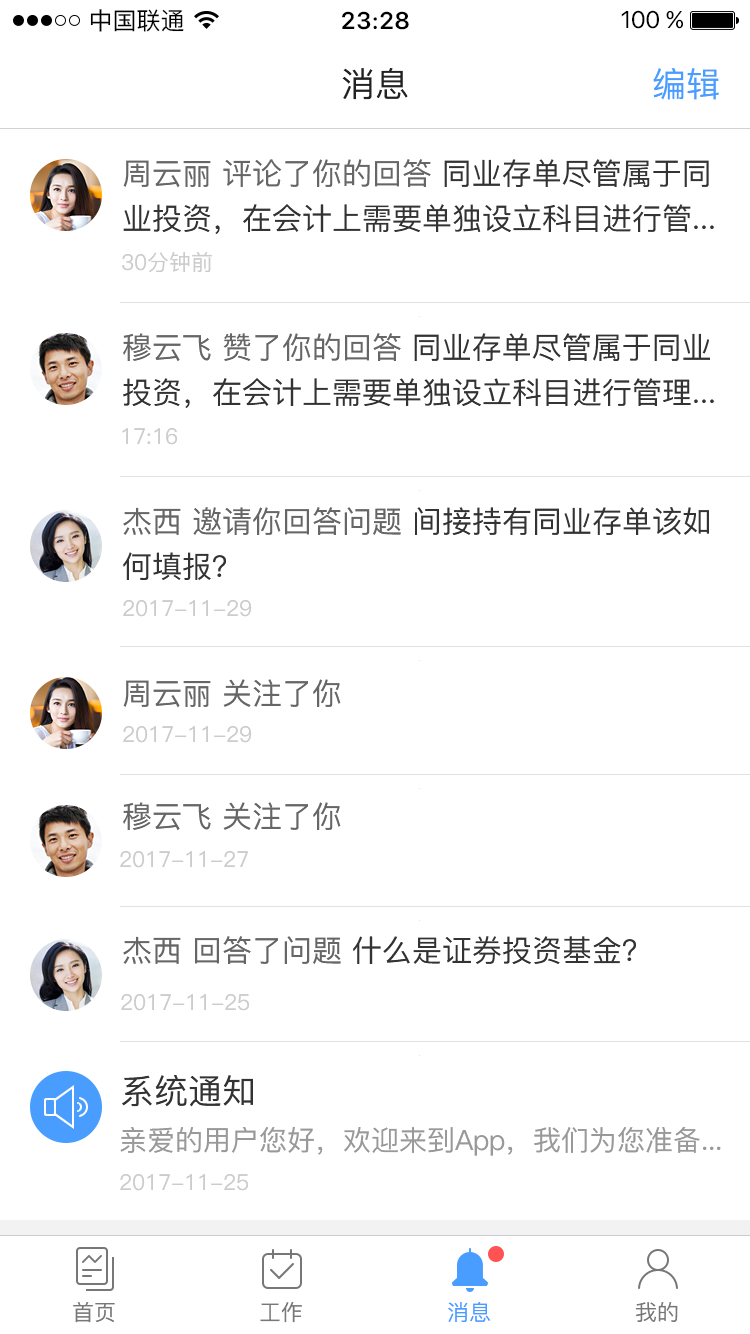 中国联通
23:28
100 %
消息
编辑
周云丽 评论了你的回答 同业存单尽管属于同
业投资，在会计上需要单独设立科目进行管...
30分钟前
穆云飞 赞了你的回答 同业存单尽管属于同业
投资，在会计上需要单独设立科目进行管理...
17:16
杰西 邀请你回答问题 间接持有同业存单该如
何填报？
2017-11-29
周云丽 关注了你
2017-11-29
穆云飞 关注了你
2017-11-27
杰西 回答了问题 什么是证券投资基金？
2017-11-25
系统通知
亲爱的用户您好，欢迎来到App，我们为您准备...
2017-11-25
首页
工作
消息
我的